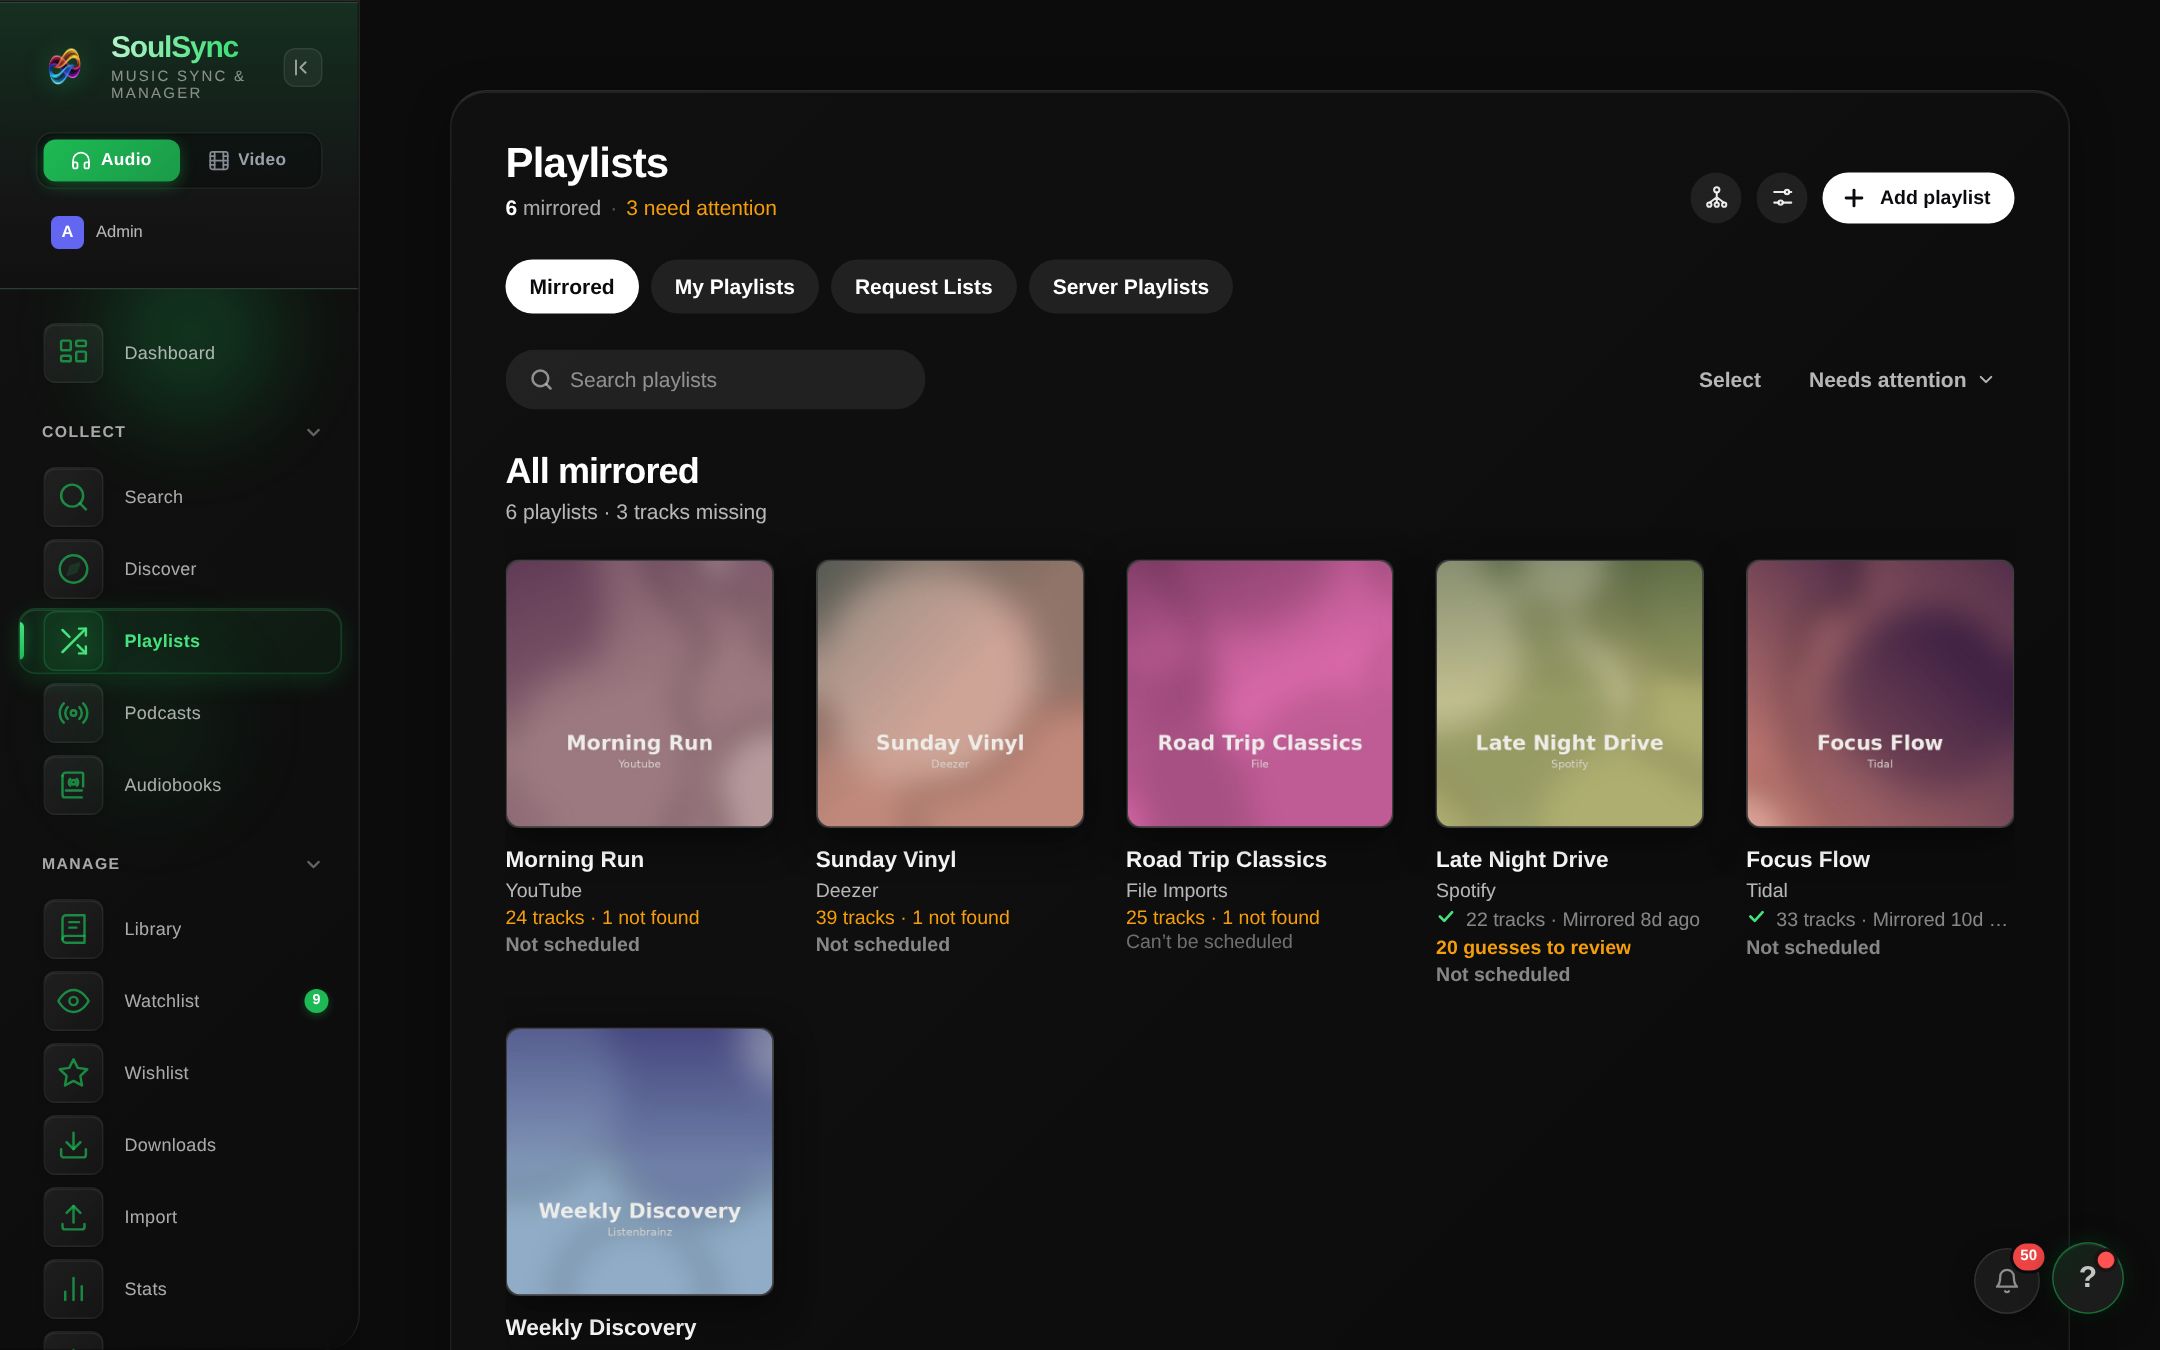 SoulSync
MUSIC SYNC &
MANAGER
Audio
Video
A
Admin
Dashboard
COLLECT
Search
Discover
Playlists
Podcasts
Audiobooks
MANAGE
Library
Watchlist
9
Wishlist
Downloads
Import
Stats
Playlists
6 mirrored · 3 need attention
Add playlist
Mirrored
My Playlists
Request Lists
Server Playlists
Search playlists
Select
Needs attention
All mirrored
6 playlists · 3 tracks missing
Morning Run
Youtube
Morning Run
YouTube
24 tracks · 1 not found
Not scheduled
Sunday Vinyl
Deezer
Sunday Vinyl
Deezer
39 tracks · 1 not found
Not scheduled
Road Trip Classics
File
Road Trip Classics
File Imports
25 tracks · 1 not found
Can't be scheduled
Late Night Drive
Spotify
Late Night Drive
Spotify
22 tracks · Mirrored 8d ago
20 guesses to review
Not scheduled
Focus Flow
Tidal
Focus Flow
Tidal
33 tracks · Mirrored 10d ...
Not scheduled
Weekly Discovery
Listenbrainz
Weekly Discovery
50
?